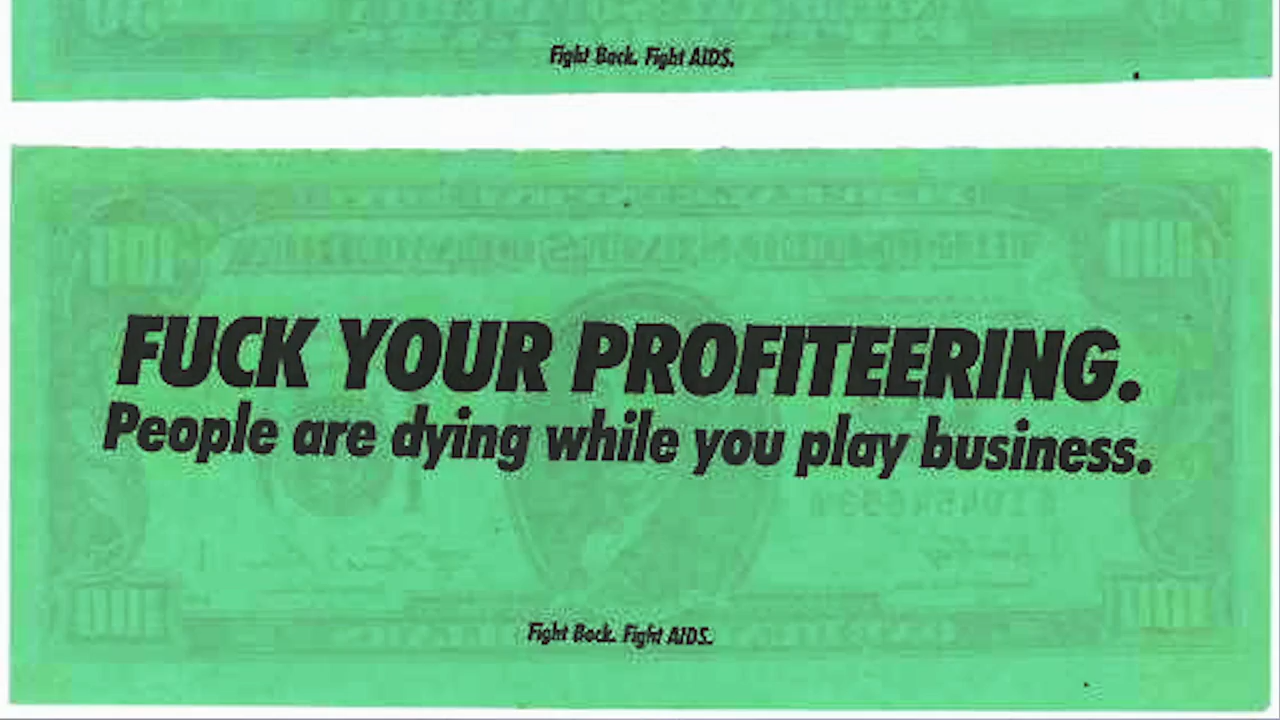 Fight Back. Fight AIDS.
FUCK YOUR PROFITEERING.
People are dying while you play business.
Fight Back. Fight AIDS.